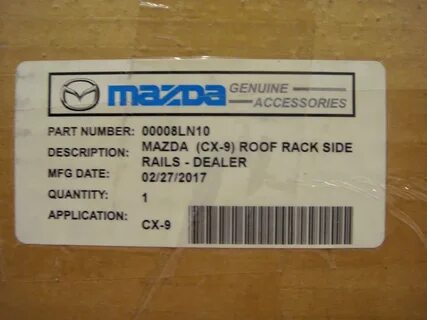 mazda GENUINE ACCESSORIES
PART NUMBER: 00008LN10
DESCRIPTION: MAZDA (CX-9) ROOF RACK SIDE
RAILS - DEALER
MFG DATE: 02/27/2017
QUANTITY: 1
APPLICATION: CX-9